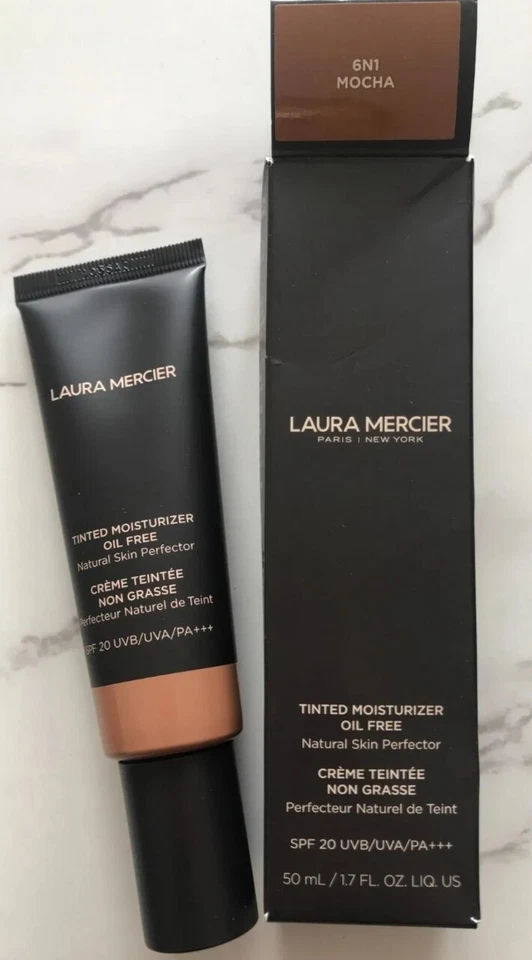 6N1
MOCHA
LAURA MERCIER
PARIS | NEW YORK
TINTED MOISTURIZER
OIL FREE
Natural Skin Perfector
CRÈME TEINTÉE
NON GRASSE
Perfecteur Naturel de Teint
SPF 20 UVB/UVA/PA+++
50 mL / 1.7 FL. OZ. LIQ. US
LAURA MERCIER
TINTED MOISTURIZER
OIL FREE
Natural Skin Perfector
CRÈME TEINTÉE
NON GRASSE
Perfecteur Naturel de Teint
SPF 20 UVB/UVA/PA+++